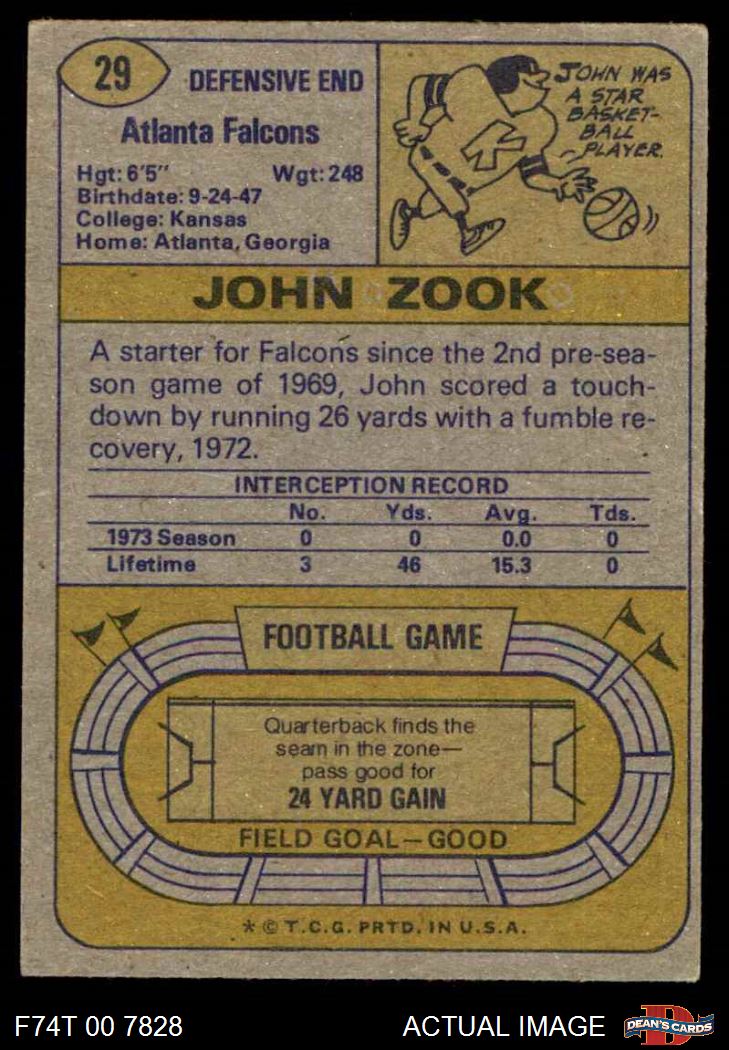 29
DEFENSIVE END
Atlanta Falcons
Hgt: 6'5" Wgt: 248
Birthdate: 9-24-47
College: Kansas
Home: Atlanta, Georgia
JOHN WAS
A STAR
BASKET-
BALL
PLAYER.
JOHN ZOOK
A starter for Falcons since the 2nd pre-sea-
son game of 1969, John scored a touch-
down by running 26 yards with a fumble re-
covery, 1972.
INTERCEPTION RECORD
No. Yds. Avg. Tds.
1973 Season 0 0 0.0 0
Lifetime 3 46 15.3 0
FOOTBALL GAME
Quarterback finds the
seam in the zone—
pass good for
24 YARD GAIN
FIELD GOAL—GOOD
* © T.C.G. PRTD. IN U.S.A.
F74T 00 7828 ACTUAL IMAGE
D
DEAN'S CARDS